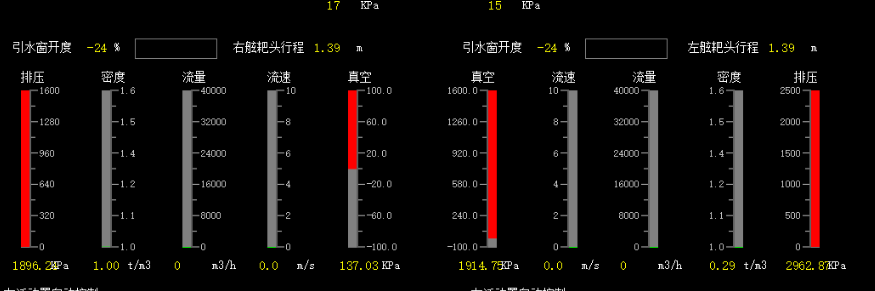 17 KPa 15 KPa
引水窗开度 -24 % 右舷耙头行程 1.39 m 引水窗开度 -24 % 左舷耙头行程 1.39 m
排压 密度 流量 流速 真空 真空 流速 流量 密度 排压
1600 1.6 40000 10 100.0 1600.0 10 40000 1.6 2500
1280 1.5 32000 8 60.0 1260.0 8 32000 1.5 2000
960 1.4 24000 6 20.0 920.0 6 24000 1.4 1500
640 1.2 16000 4 -20.0 580.0 4 16000 1.2 1000
320 1.1 8000 2 -60.0 240.0 2 8000 1.1 500
0 1.0 0 0 -100.0 -100.0 0 0 1.0 0
1896.24KPa 1.00 t/m3 0 m3/h 0.0 m/s 137.03 KPa 1914.75KPa 0.0 m/s 0 m3/h 0.29 t/m3 2962.87KPa